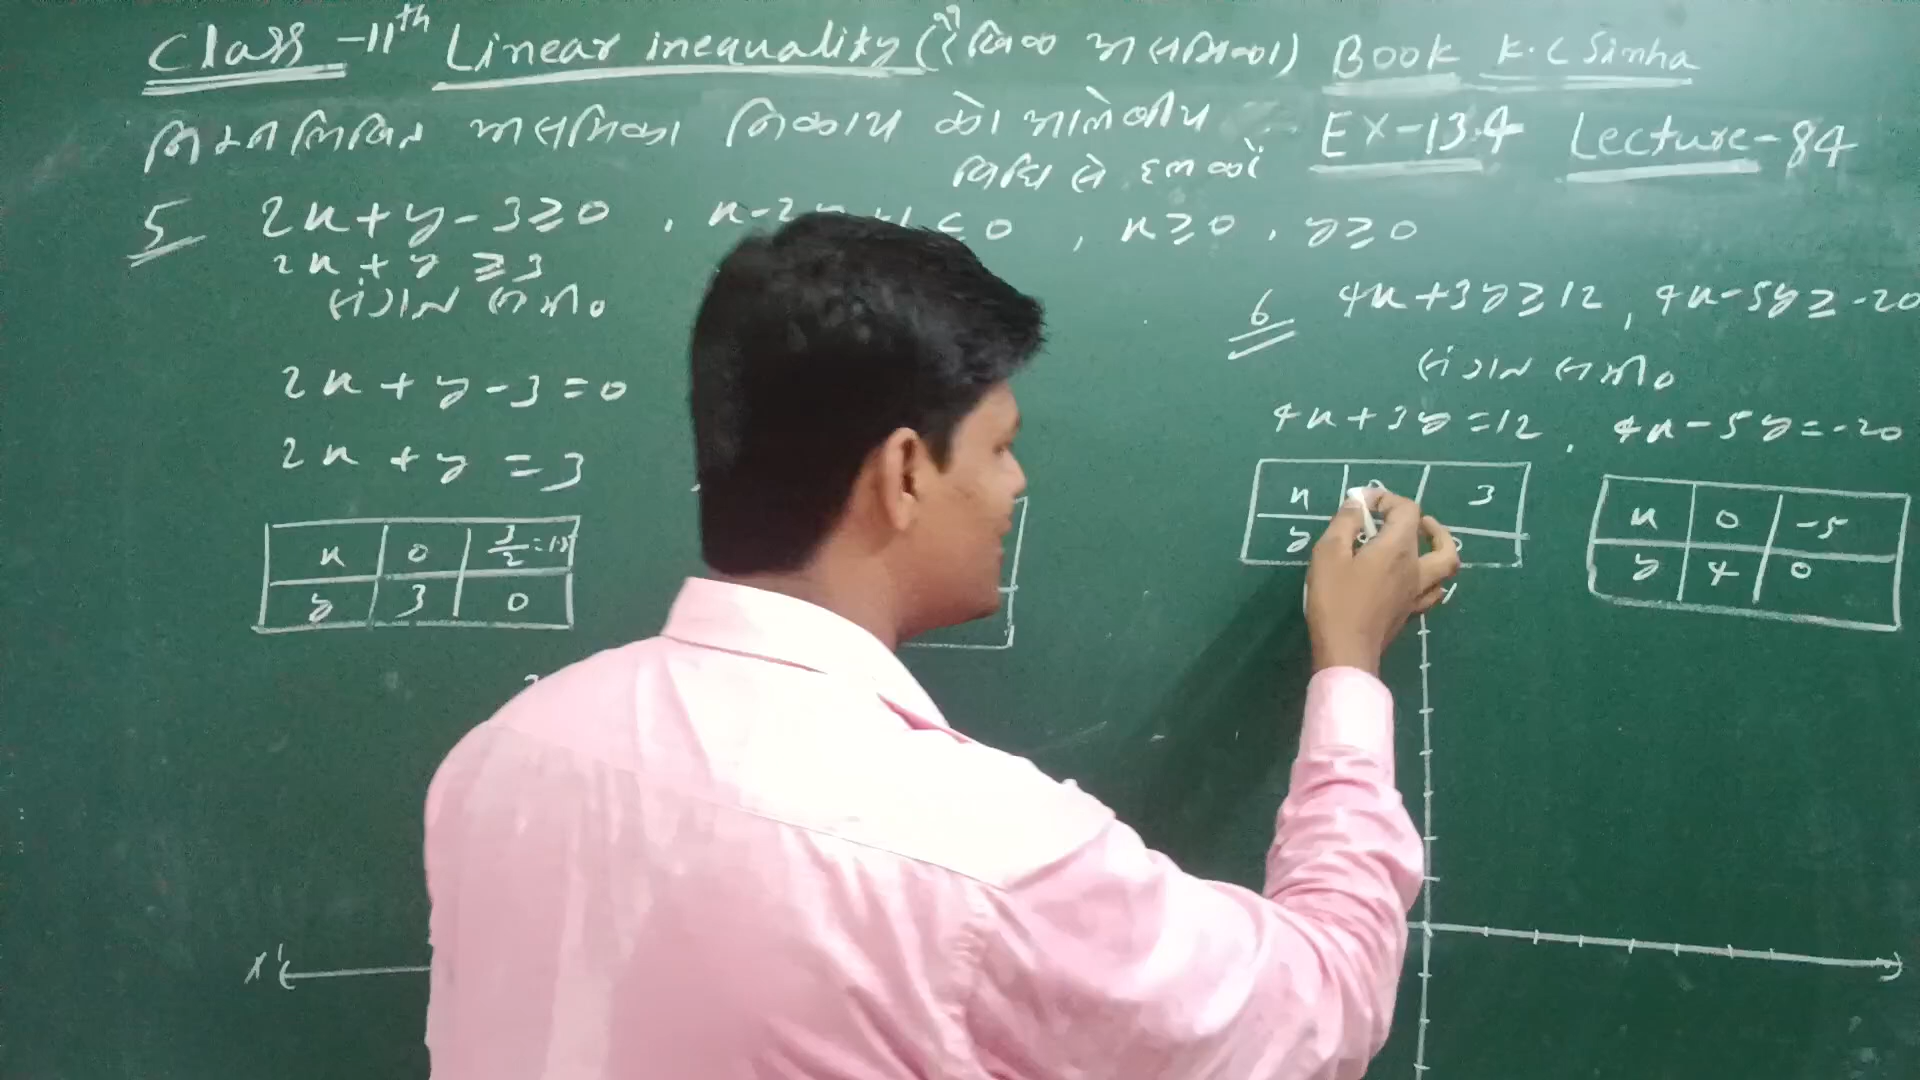 Class -11th Linear inequality (रैखिक असमिका) Book K.C Sinha
निम्नलिखित असमिका निकाय को आलेखीय EX-13.4 Lecture-84
विधि से हल करें
5 2x+y-3≥0 , x-2y ≤0 , x≥0 , y≥0
2x+y ≥3
संगत समी०
2x+y-3=0
2x+y=3
x 0 3/2=1.5
y 3 0
6 4x+3y≥12 , 4x-5y≥-20
संगत समी०
4x+3y=12 , 4x-5y=-20
x 3
y
x 0 -5
y 4 0
x'